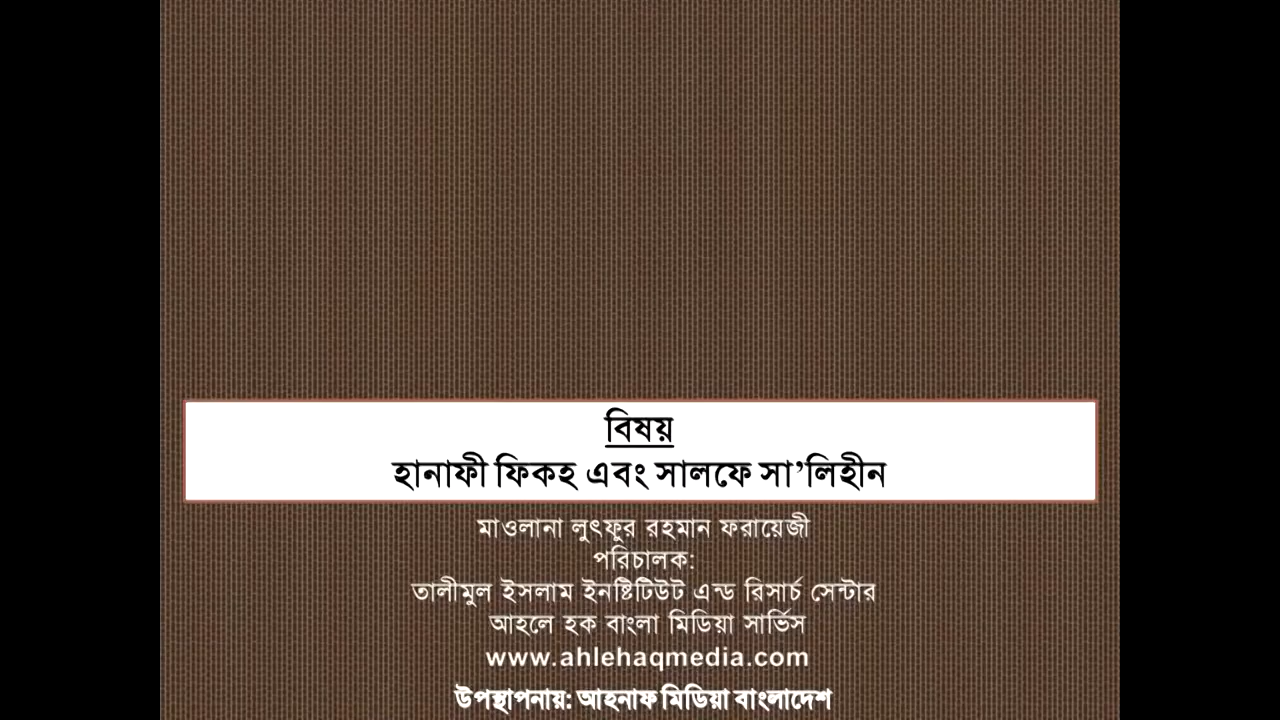 বিষয়
হানাফী ফিকহ এবং সালফে সা’লিহীন
মাওলানা লুৎফুর রহমান ফরায়েজী
পরিচালক:
তালীমুল ইসলাম ইনষ্টিটিউট এন্ড রিসার্চ সেন্টার
আহলে হক বাংলা মিডিয়া সার্ভিস
www.ahlehaqmedia.com
উপস্থাপনায়: আহনাফ মিডিয়া বাংলাদেশ